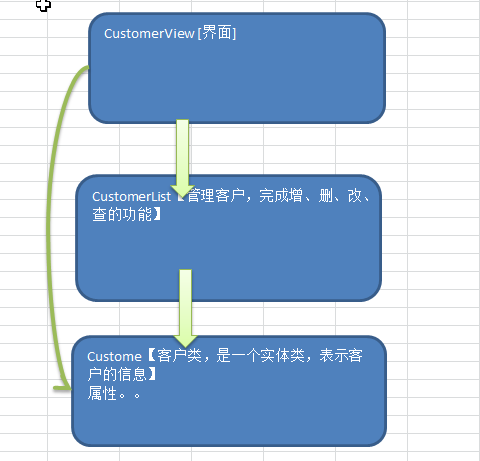 CustomerView [界面]
CustomerList【管理客户，完成增、删、改、
查的功能】
Custome【客户类，是一个实体类，表示客
户的信息】
属性。。